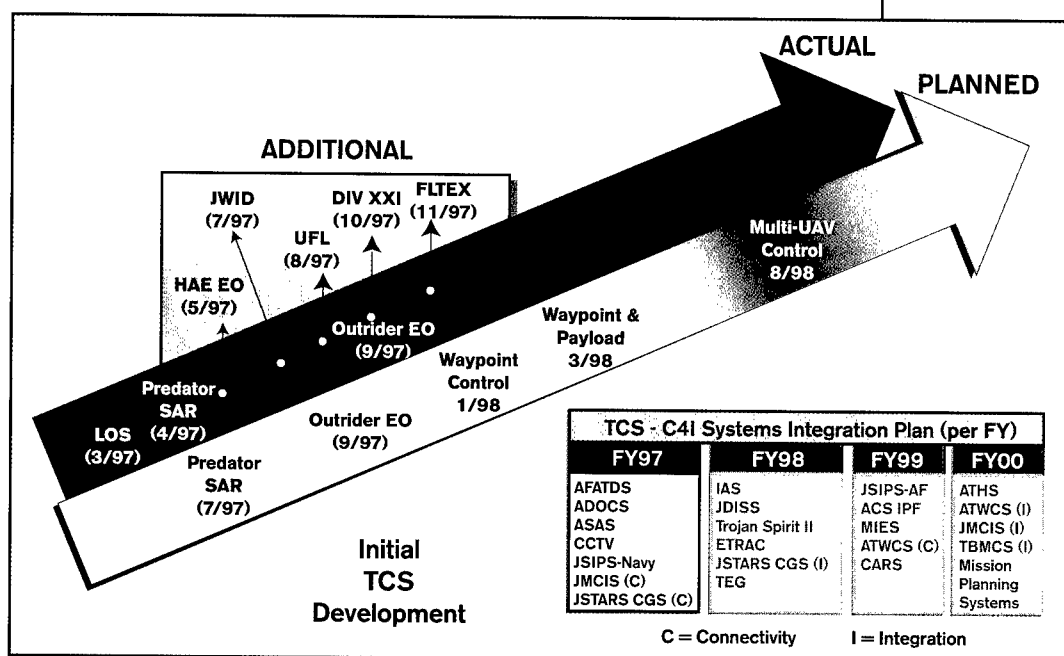 ACTUAL
PLANNED
ADDITIONAL
JWID
(7/97)
DIV XXI
(10/97)
FLTEX
(11/97)
UFL
(8/97)
HAE EO
(5/97)
Multi-UAV
Control
8/98
Outrider EO
(9/97)
Waypoint &
Payload
3/98
Waypoint
Control
1/98
Predator
SAR
(4/97)
LOS
(3/97)
Outrider EO
(9/97)
Predator
SAR
(7/97)
Initial
TCS
Development
TCS - C4I Systems Integration Plan (per FY)
FY97
AFATDS
ADOCS
ASAS
CCTV
JSIPS-Navy
JMCIS (C)
JSTARS CGS (C)
FY98
IAS
JDISS
Trojan Spirit II
ETRAC
JSTARS CGS (I)
TEG
FY99
JSIPS-AF
ACS IPF
MIES
ATWCS (C)
CARS
FY00
ATHS
ATWCS (I)
JMCIS (I)
TBMCS (I)
Mission
Planning
Systems
C = Connectivity I = Integration